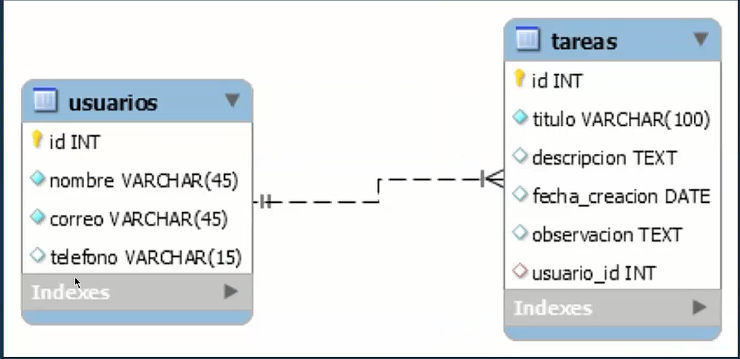 usuarios
id INT
nombre VARCHAR(45)
correo VARCHAR(45)
telefono VARCHAR(15)
Indexes
tareas
id INT
titulo VARCHAR(100)
descripcion TEXT
fecha_creacion DATE
observacion TEXT
usuario_id INT
Indexes